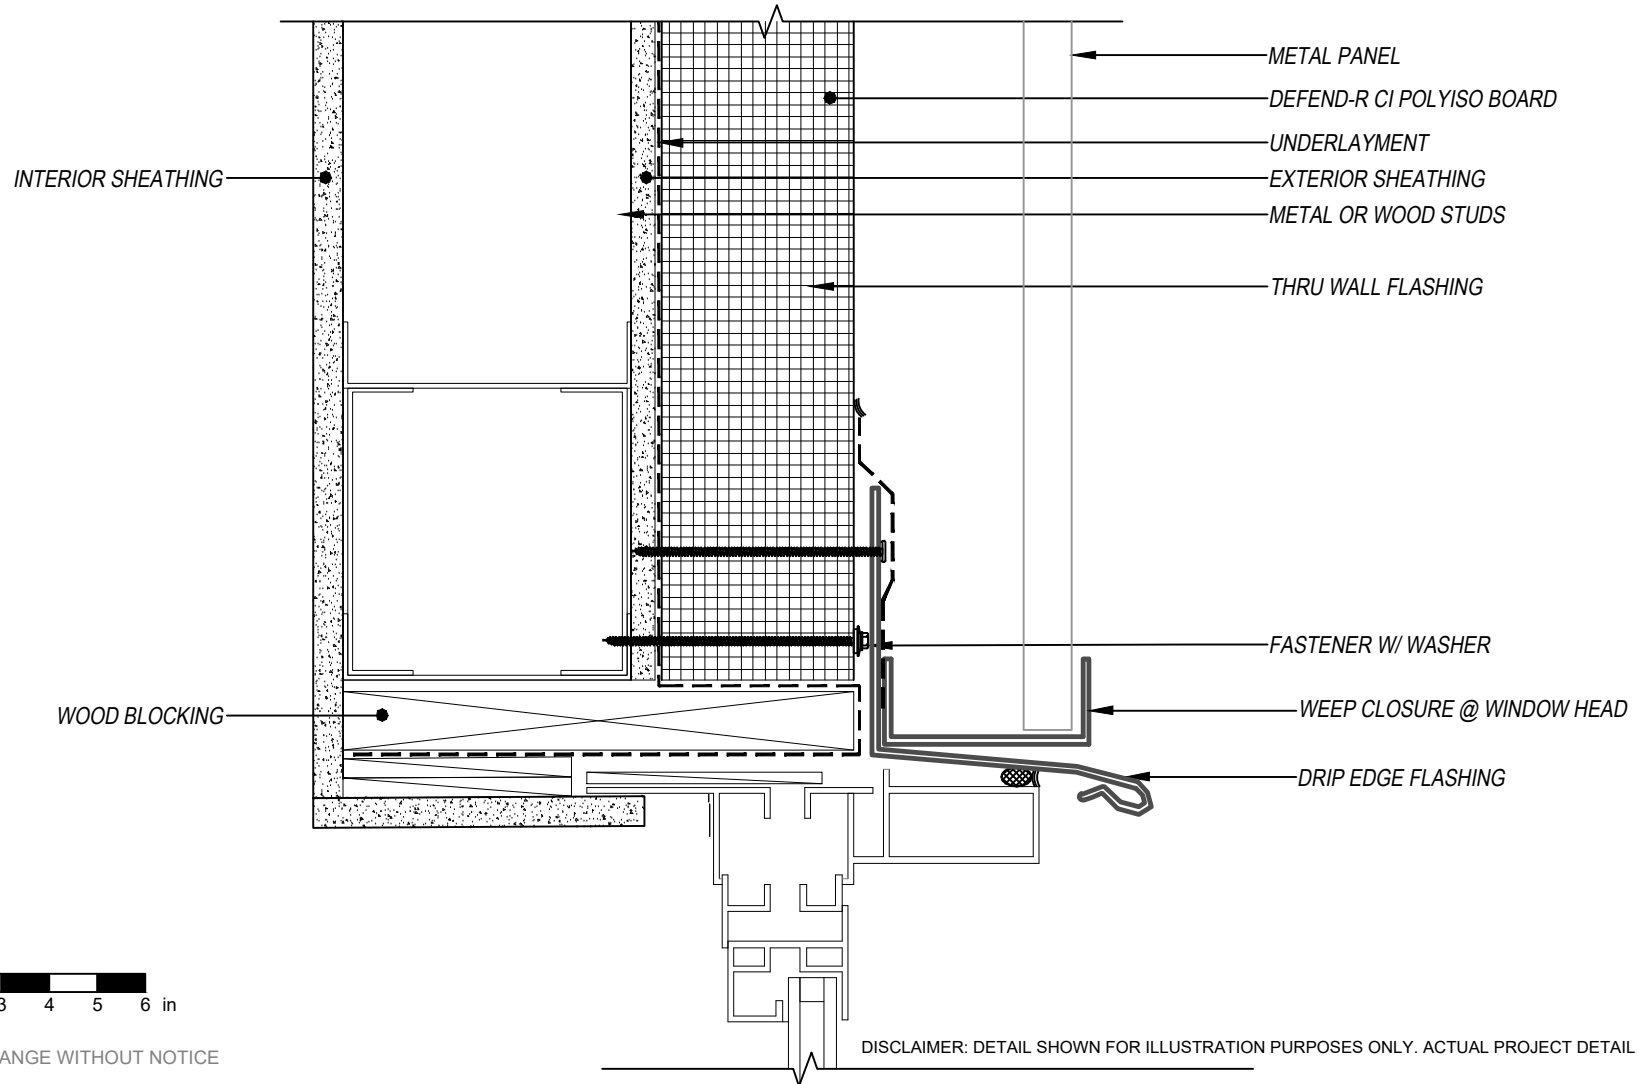 METAL PANEL
DEFEND-R CI POLYISO BOARD
UNDERLAYMENT
INTERIOR SHEATHING
EXTERIOR SHEATHING
METAL OR WOOD STUDS
THRU WALL FLASHING
FASTENER W/ WASHER
WOOD BLOCKING
WEEP CLOSURE @ WINDOW HEAD
DRIP EDGE FLASHING
3 4 5 6 in
ANGE WITHOUT NOTICE
DISCLAIMER: DETAIL SHOWN FOR ILLUSTRATION PURPOSES ONLY. ACTUAL PROJECT DETAIL